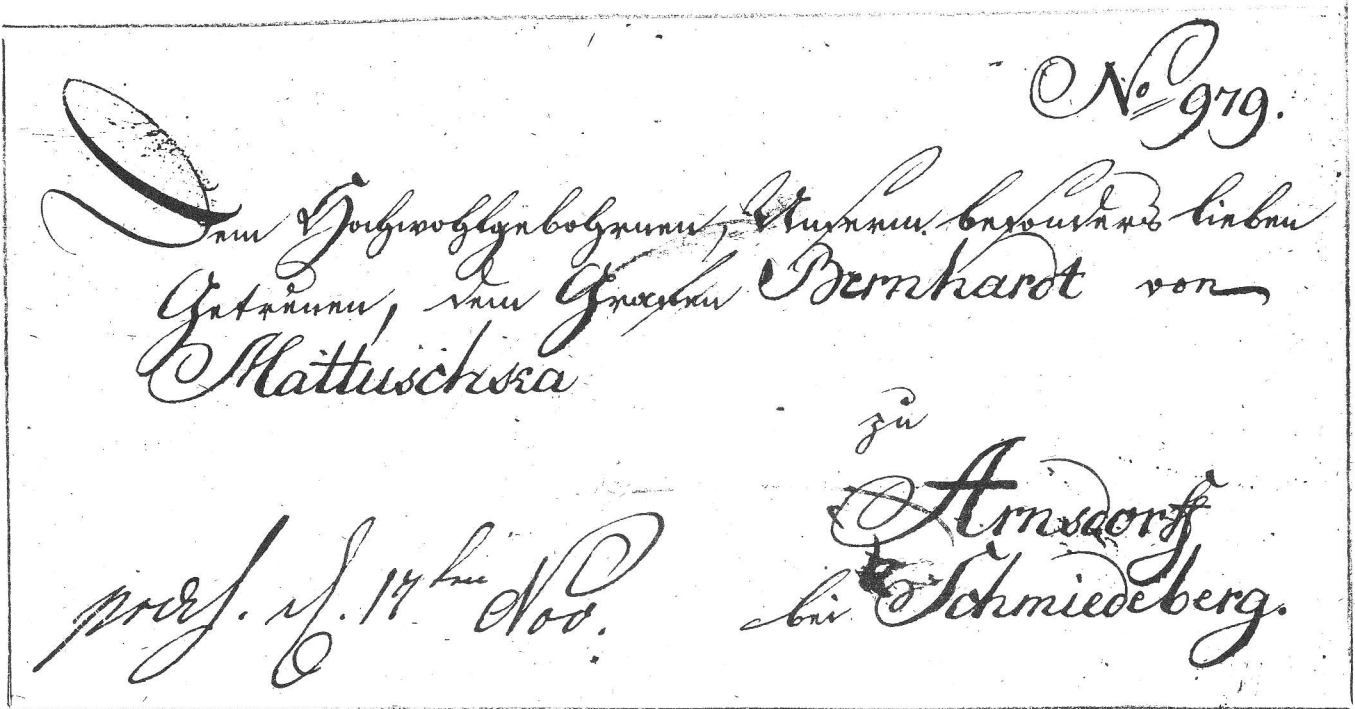 No 979.
Dem Hochwohlgebohrnen, Unserm besonders lieben
Getreuen, dem Grafen Bernhardt von
Mattuschka
zu
Arnsdorff
bei Schmiedeberg.
praes. d. 17ten Nov.